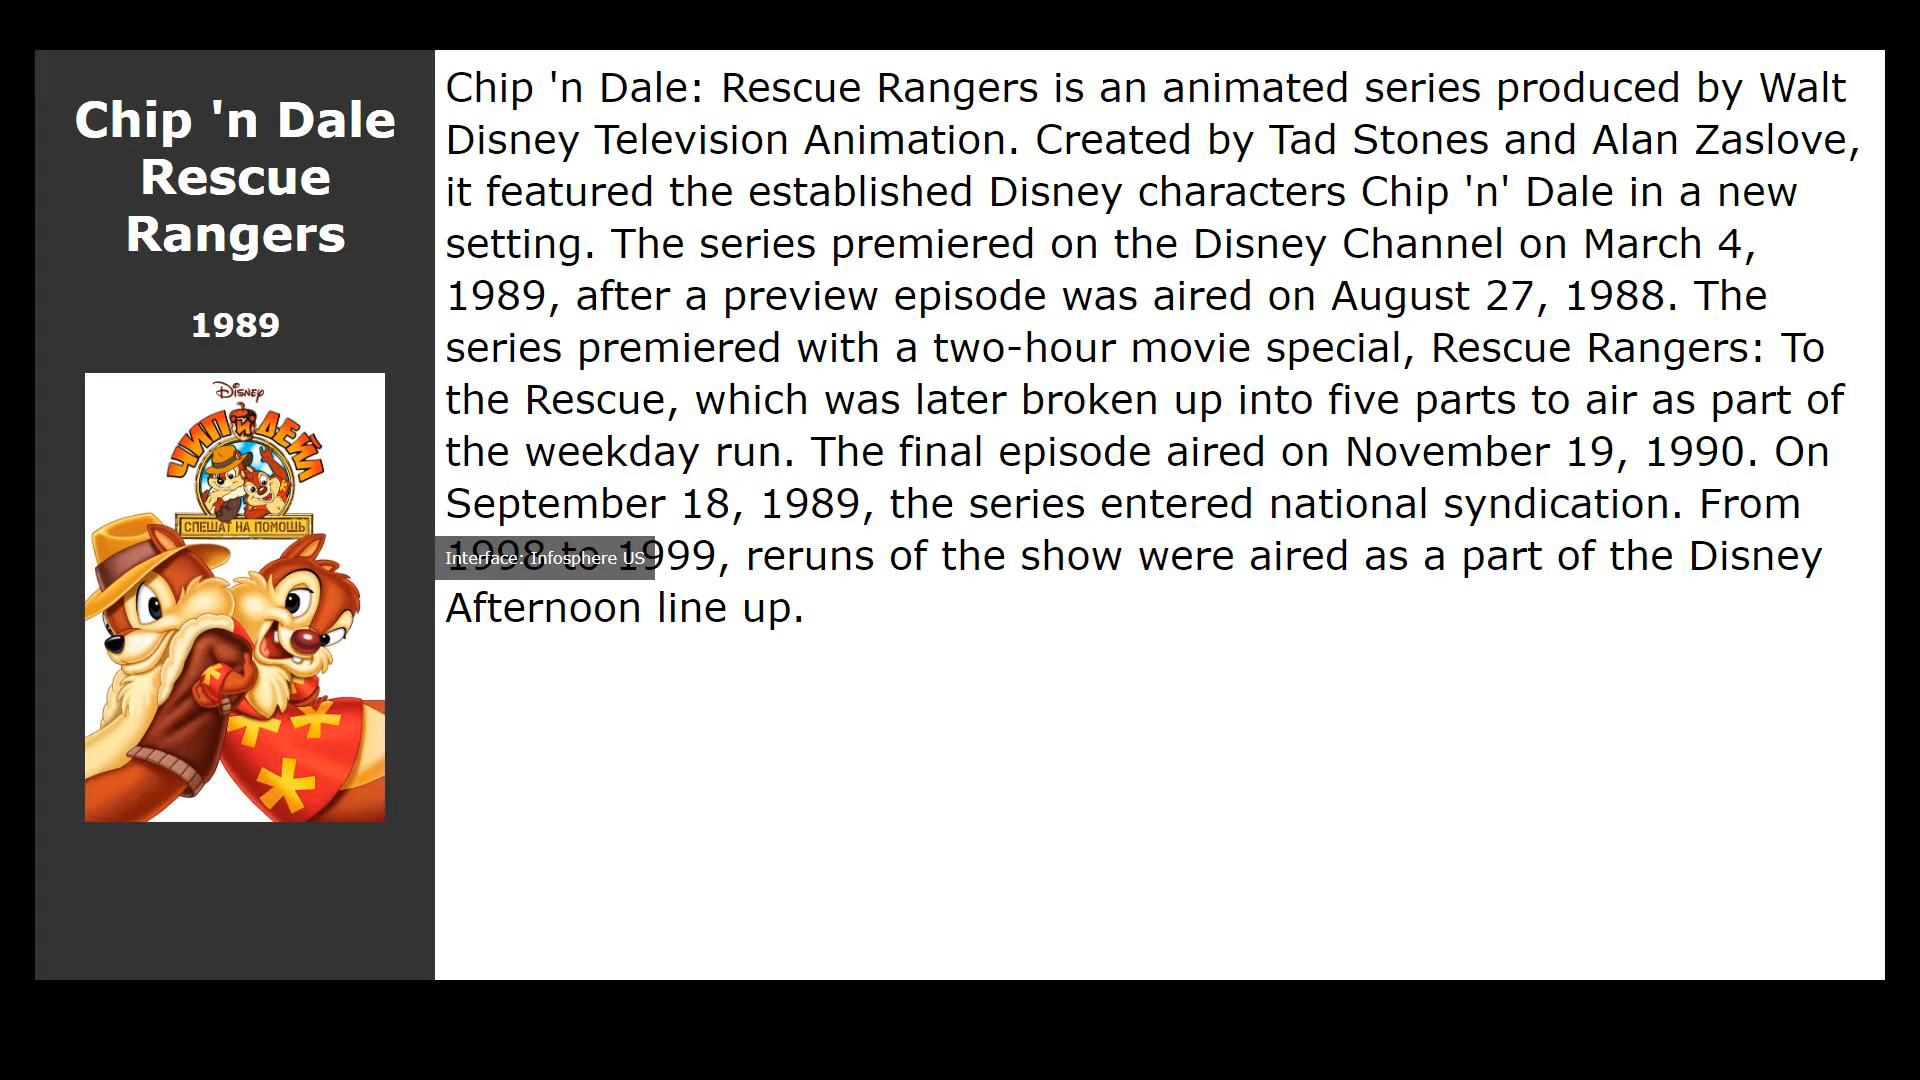 Chip 'n Dale
Rescue
Rangers
1989
Disney
ЧИП И ДЕЙЛ
СПЕШАТ НА ПОМОЩЬ
Chip 'n Dale: Rescue Rangers is an animated series produced by Walt
Disney Television Animation. Created by Tad Stones and Alan Zaslove,
it featured the established Disney characters Chip 'n' Dale in a new
setting. The series premiered on the Disney Channel on March 4,
1989, after a preview episode was aired on August 27, 1988. The
series premiered with a two-hour movie special, Rescue Rangers: To
the Rescue, which was later broken up into five parts to air as part of
the weekday run. The final episode aired on November 19, 1990. On
September 18, 1989, the series entered national syndication. From
1998 to 1999, reruns of the show were aired as a part of the Disney
Interface: Infosphere US
Afternoon line up.